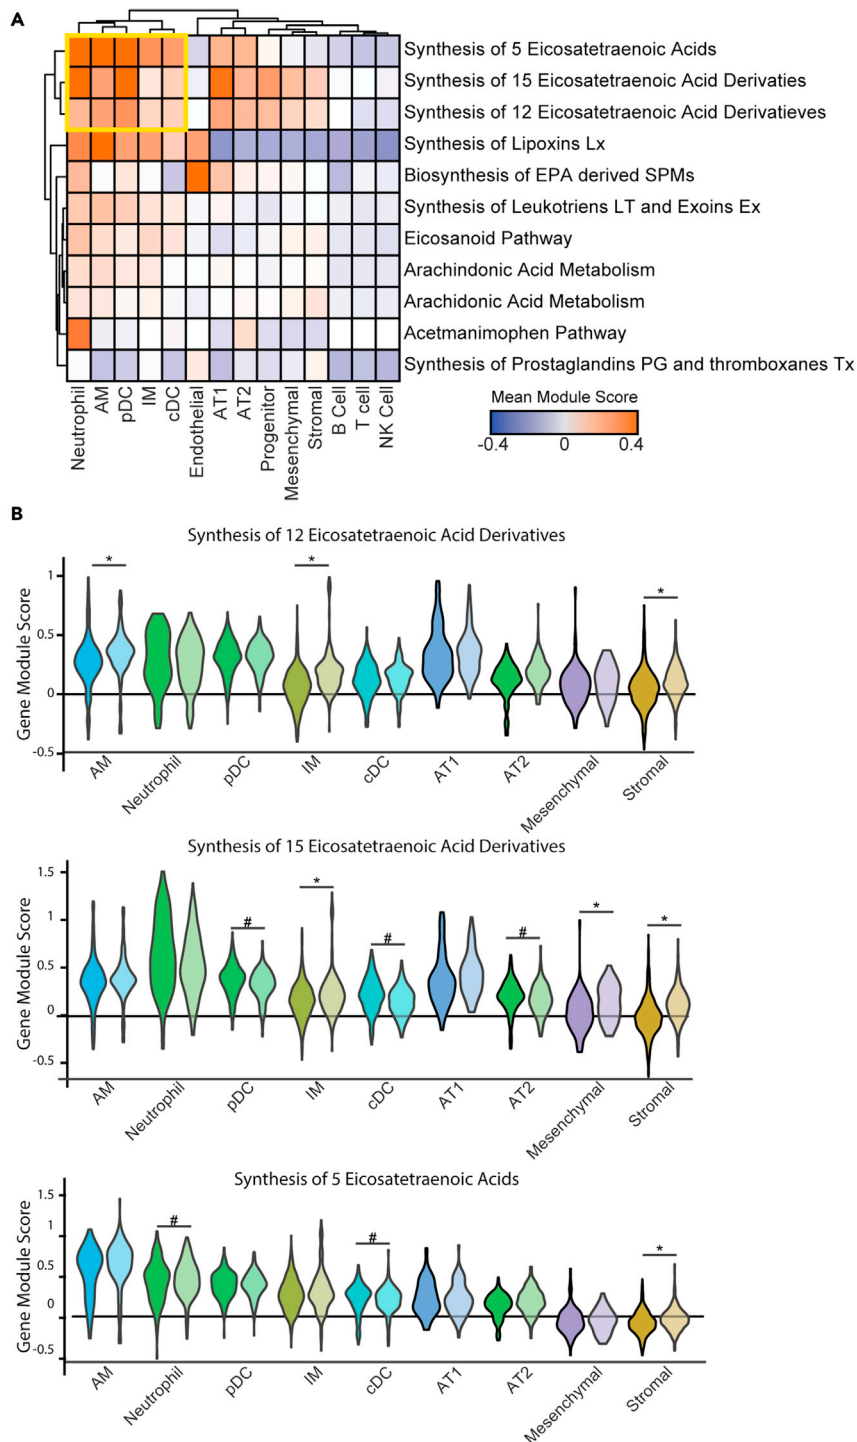 A
Synthesis of 5 Eicosatetraenoic Acids
Synthesis of 15 Eicosatetraenoic Acid Derivaties
Synthesis of 12 Eicosatetraenoic Acid Derivatieves
Synthesis of Lipoxins Lx
Biosynthesis of EPA derived SPMs
Synthesis of Leukotriens LT and Exoins Ex
Eicosanoid Pathway
Arachindonic Acid Metabolism
Arachidonic Acid Metabolism
Acetmanimophen Pathway
Synthesis of Prostaglandins PG and thromboxanes Tx
Neutrophil
AM
pDC
IM
cDC
Endothelial
AT1
AT2
Progenitor
Mesenchymal
Stromal
B Cell
T cell
NK Cell
Mean Module Score
-0.4 0 0.4
B
Synthesis of 12 Eicosatetraenoic Acid Derivatives
Gene Module Score
1
0.5
0
-0.5
* * *
AM
Neutrophil
pDC
IM
cDC
AT1
AT2
Mesenchymal
Stromal
Synthesis of 15 Eicosatetraenoic Acid Derivatives
Gene Module Score
1.5
1.0
0.5
0
-0.5
# * # # * *
AM
Neutrophil
pDC
IM
cDC
AT1
AT2
Mesenchymal
Stromal
Synthesis of 5 Eicosatetraenoic Acids
Gene Module Score
1.5
1.0
0.5
0
-0.5
# # *
AM
Neutrophil
pDC
IM
cDC
AT1
AT2
Mesenchymal
Stromal